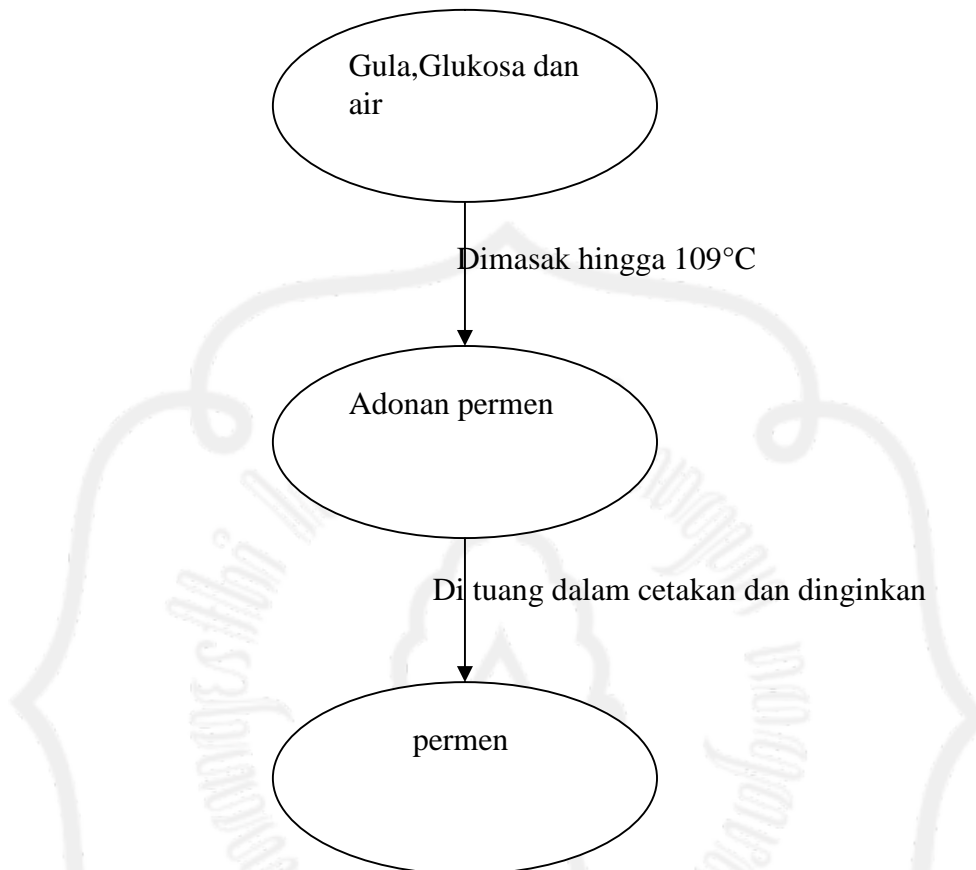 Gula,Glukosa dan
air
Dimasak hingga 109°C
Adonan permen
Di tuang dalam cetakan dan dinginkan
permen